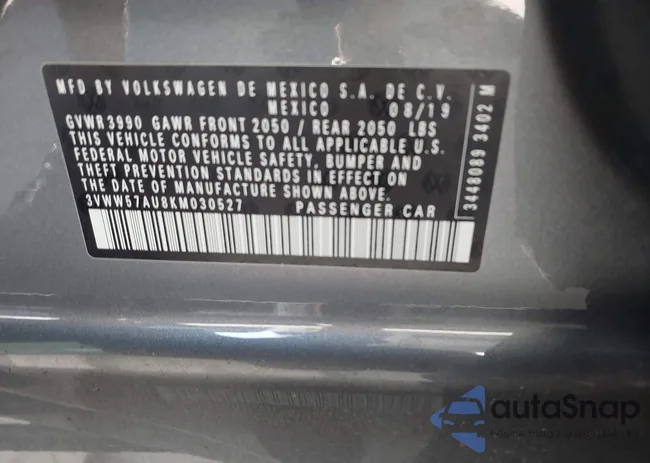 MFD BY VOLKSWAGEN DE MEXICO S.A. DE C.V.
MEXICO 08/19
GVWR 3990 GAWR FRONT 2050 / REAR 2050 LBS
THIS VEHICLE CONFORMS TO ALL APPLICABLE U.S.
FEDERAL MOTOR VEHICLE SAFETY, BUMPER AND
THEFT PREVENTION STANDARDS IN EFFECT ON
THE DATE OF MANUFACTURE SHOWN ABOVE.
3VWW57AU8KM030527 PASSENGER CAR
3448089 3402 M
autaSnap